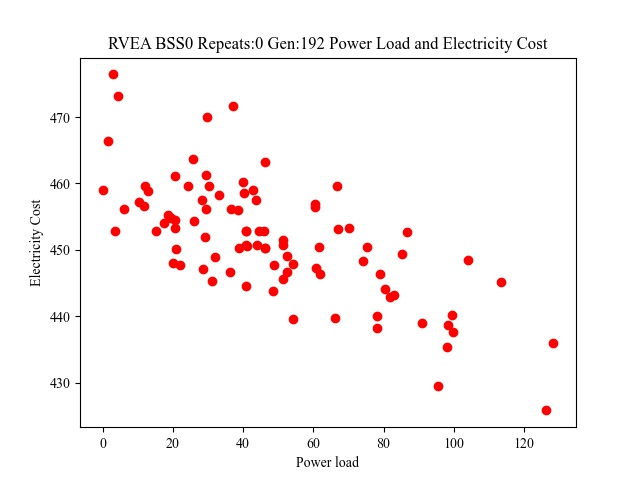 RVEA BSS0 Repeats:0 Gen:192 Power Load and Electricity Cost
470
460
450
440
430
Electricity Cost
0 20 40 60 80 100 120
Power load